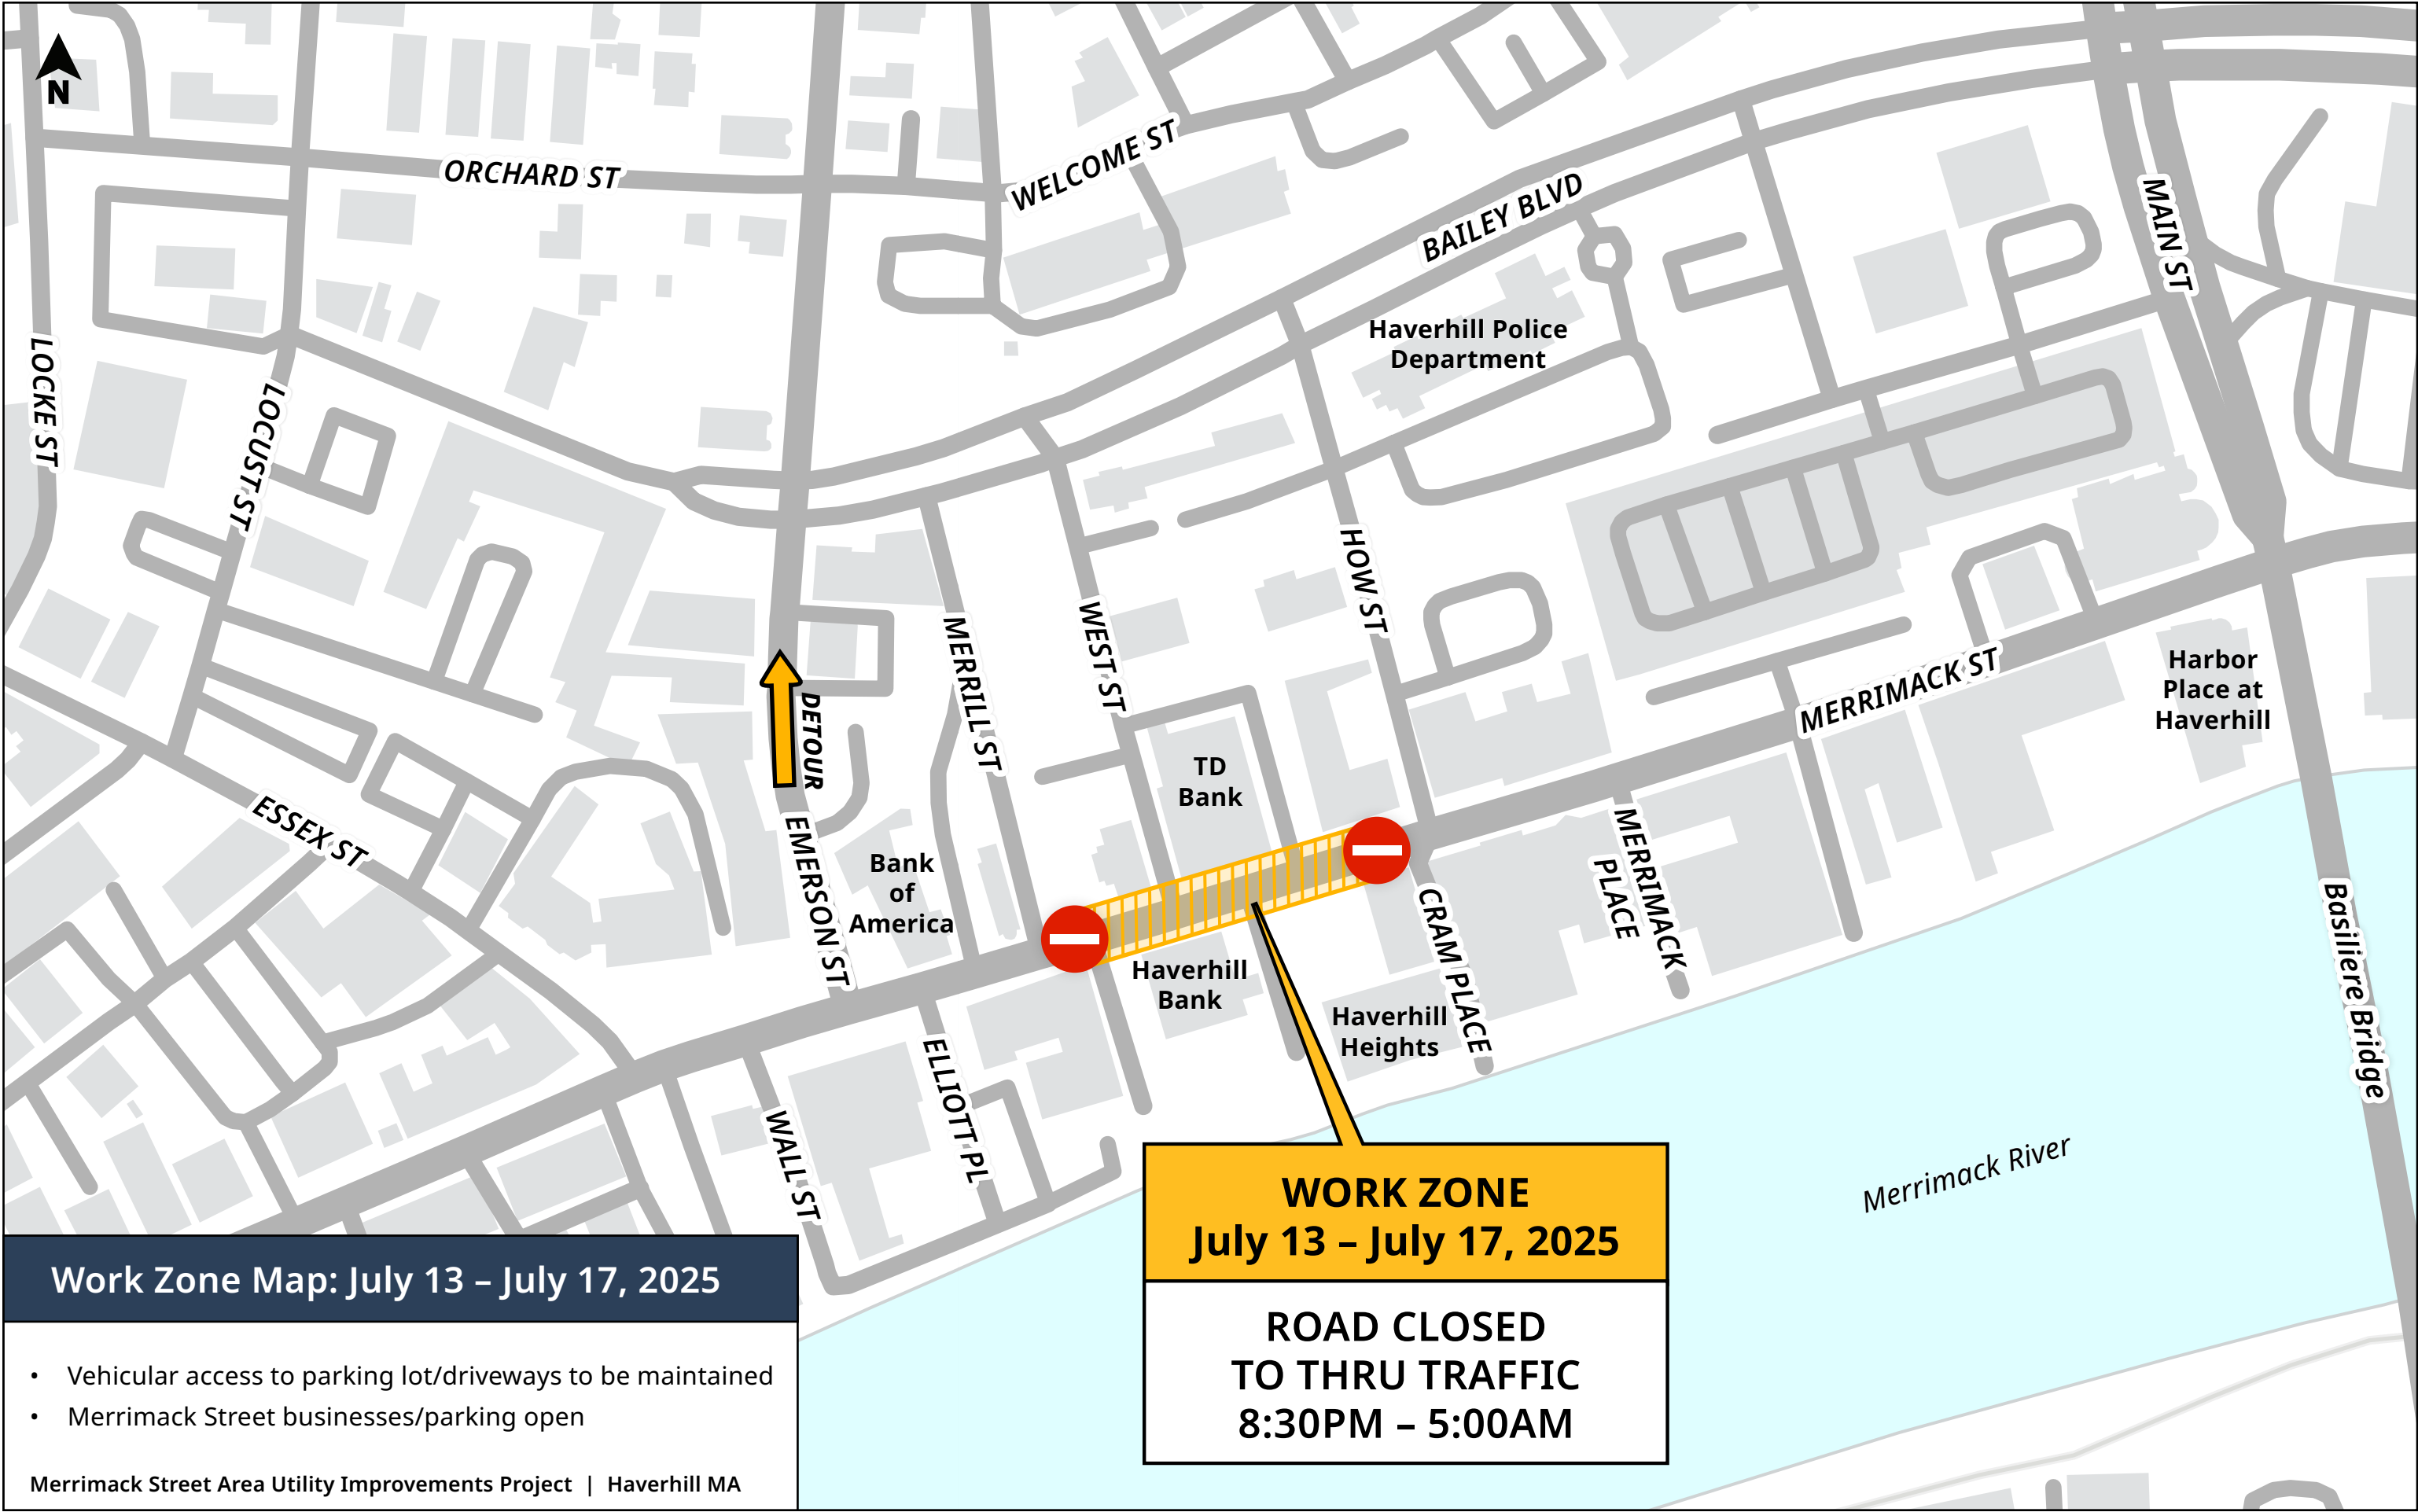 N
ORCHARD ST
WELCOME ST
BAILEY BLVD
MAIN ST
LOCKE ST
LOCUST ST
Haverhill Police
Department
HOW ST
WEST ST
MERRILL ST
DETOUR
EMERSON ST
ESSEX ST
TD
Bank
Bank
of
America
MERRIMACK ST
Harbor
Place at
Haverhill
MERRIMACK
PLACE
CRAM PLACE
Haverhill
Bank
Haverhill
Heights
Basiliere Bridge
ELLIOTT PL
WALL ST
Merrimack River
WORK ZONE
July 13 – July 17, 2025
ROAD CLOSED
TO THRU TRAFFIC
8:30PM – 5:00AM
Work Zone Map: July 13 – July 17, 2025
• Vehicular access to parking lot/driveways to be maintained
• Merrimack Street businesses/parking open
Merrimack Street Area Utility Improvements Project | Haverhill MA